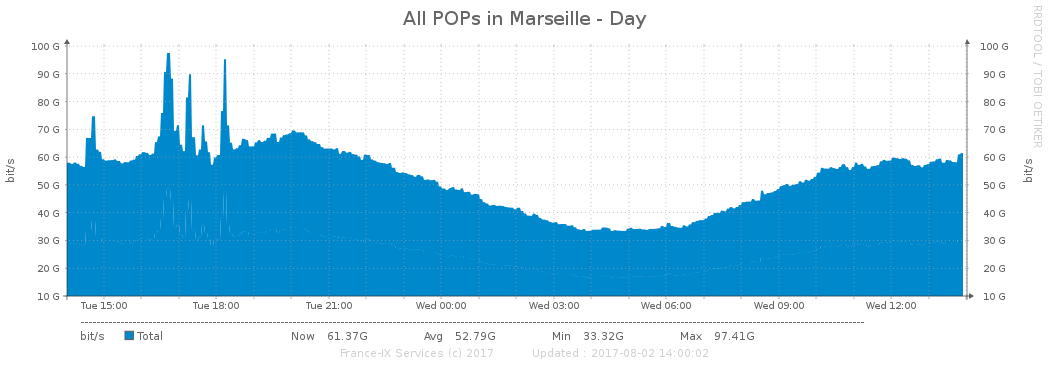 All POPs in Marseille - Day
RRDTOOL / TOBI OETIKER
100 G 100 G
90 G 90 G
80 G 80 G
70 G 70 G
60 G 60 G
50 G 50 G
40 G 40 G
30 G 30 G
20 G 20 G
10 G 10 G
bit/s bit/s
Tue 15:00 Tue 18:00 Tue 21:00 Wed 00:00 Wed 03:00 Wed 06:00 Wed 09:00 Wed 12:00
bit/s Total Now 61.37G Avg 52.79G Min 33.32G Max 97.41G
France-IX Services (c) 2017 Updated : 2017-08-02 14:00:02